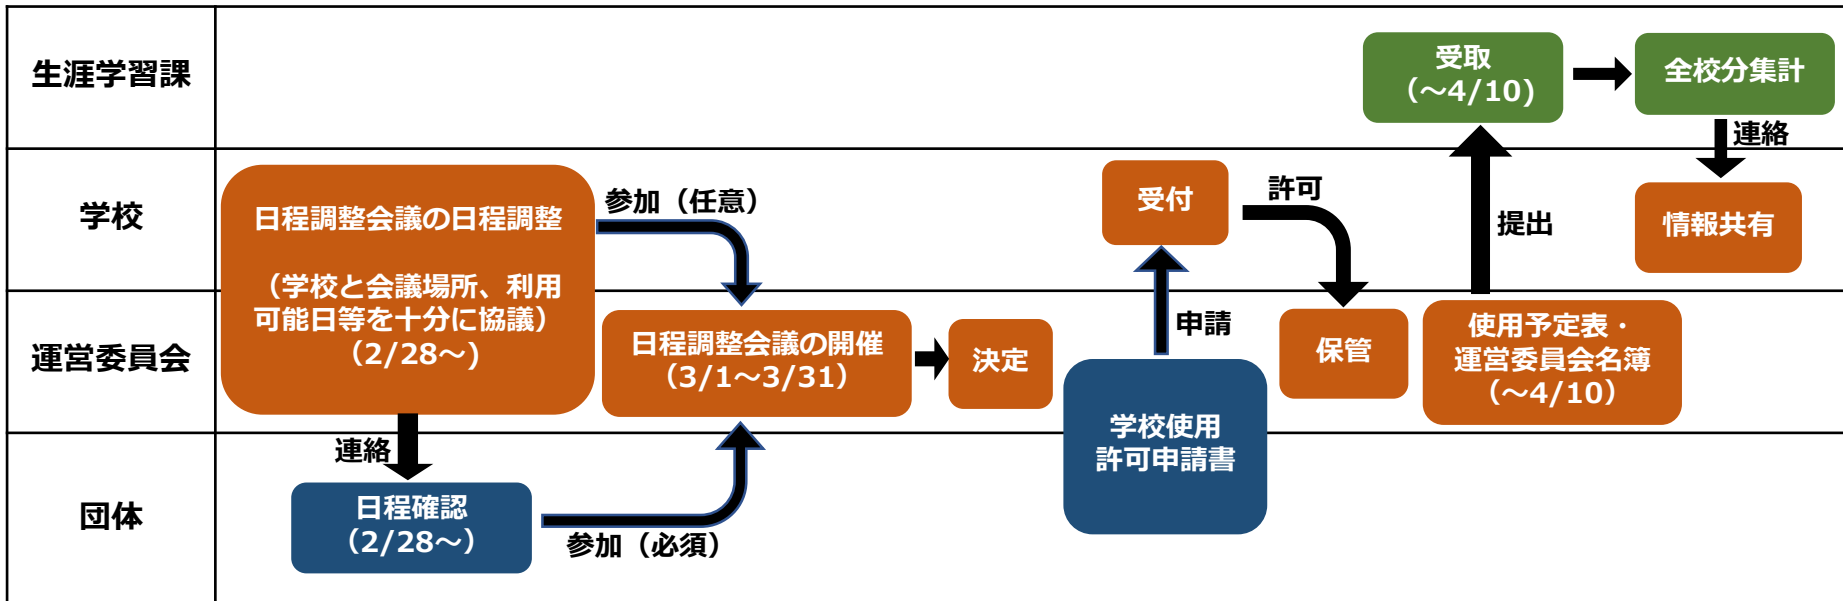 生涯学習課
受取
（～4/10)
全校分集計
連絡
学校
日程調整会議の日程調整
（学校と会議場所、利用
可能日等を十分に協議）
（2/28～)
参加（任意）
受付
許可
提出
情報共有
運営委員会
日程調整会議の開催
（3/1～3/31）
決定
申請
保管
使用予定表・
運営委員会名簿
（～4/10）
団体
連絡
日程確認
（2/28～）
参加（必須）
学校使用
許可申請書